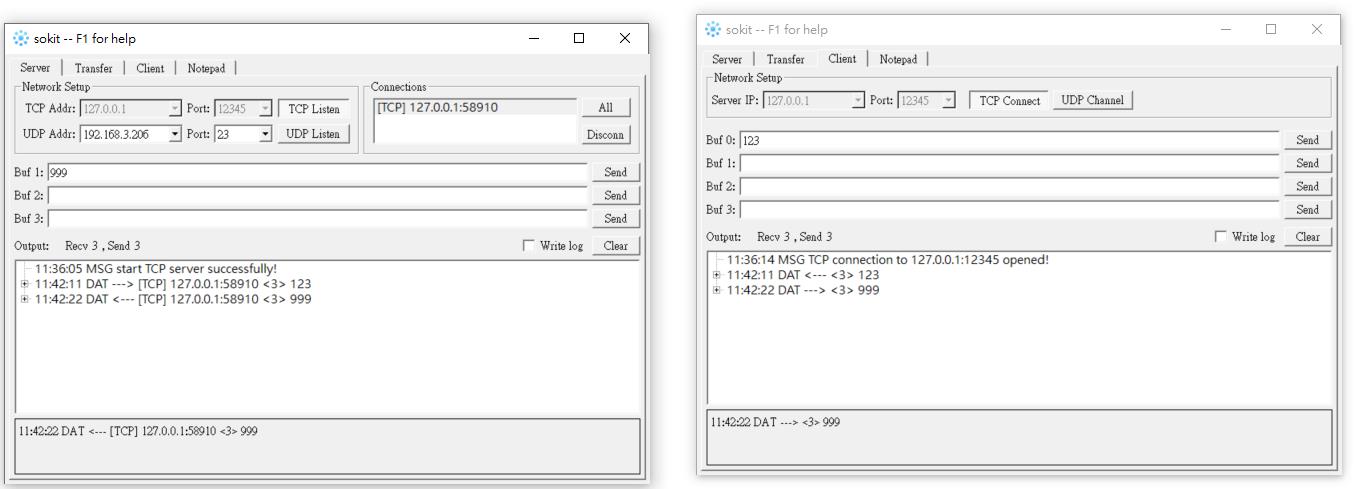 sokit -- F1 for help
Server Transfer Client Notepad
Network Setup
TCP Addr: 127.0.0.1 Port: 12345 TCP Listen
UDP Addr: 192.168.3.206 Port: 23 UDP Listen
Connections
[TCP] 127.0.0.1:58910 All
Disconn
Buf 1: 999 Send
Buf 2: Send
Buf 3: Send
Output: Recv 3 , Send 3 Write log Clear
11:36:05 MSG start TCP server successfully!
11:42:11 DAT ---> [TCP] 127.0.0.1:58910 <3> 123
11:42:22 DAT <--- [TCP] 127.0.0.1:58910 <3> 999
11:42:22 DAT <--- [TCP] 127.0.0.1:58910 <3> 999
sokit -- F1 for help
Server Transfer Client Notepad
Network Setup
Server IP: 127.0.0.1 Port: 12345 TCP Connect UDP Channel
Buf 0: 123 Send
Buf 1: Send
Buf 2: Send
Buf 3: Send
Output: Recv 3 , Send 3 Write log Clear
11:36:14 MSG TCP connection to 127.0.0.1:12345 opened!
11:42:11 DAT <--- <3> 123
11:42:22 DAT ---> <3> 999
11:42:22 DAT ---> <3> 999